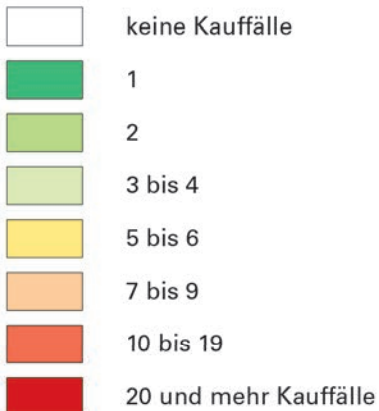 keine Kauffälle
1
2
3 bis 4
5 bis 6
7 bis 9
10 bis 19
20 und mehr Kauffälle